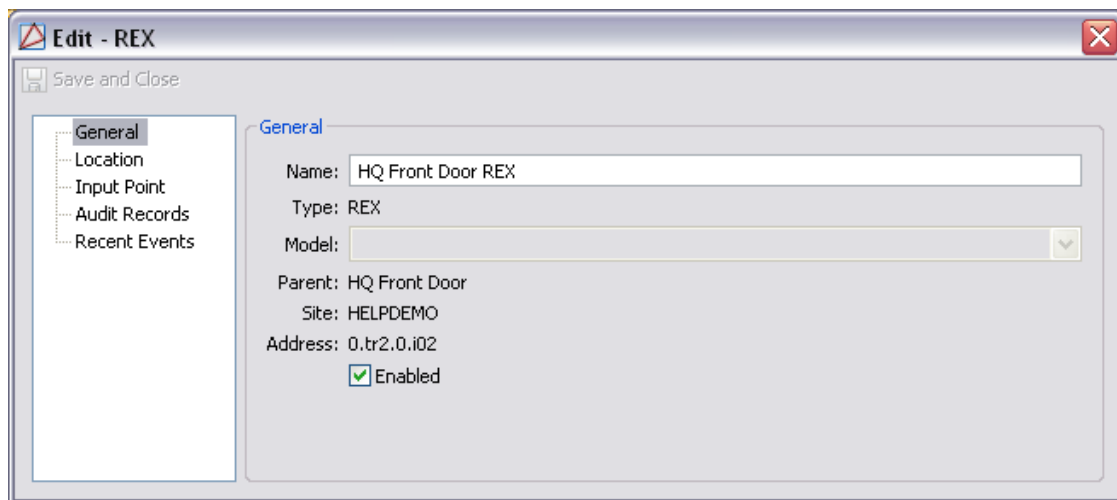 Edit - REX
Save and Close
General
Location
Input Point
Audit Records
Recent Events
General
Name: HQ Front Door REX
Type: REX
Model:
Parent: HQ Front Door
Site: HELPDEMO
Address: 0.tr2.0.i02
Enabled